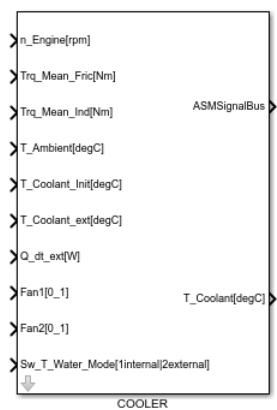 n_Engine[rpm]
Trq_Mean_Fric[Nm]
Trq_Mean_Ind[Nm]
ASMSignalBus
T_Ambient[degC]
T_Coolant_Init[degC]
T_Coolant_ext[degC]
Q_dt_ext[W]
Fan1[0_1]
T_Coolant[degC]
Fan2[0_1]
Sw_T_Water_Mode[1internal|2external]
COOLER